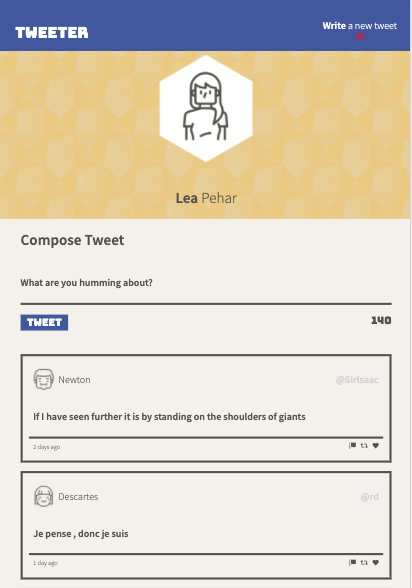 TWEETER
Write a new tweet
Lea Pehar
Compose Tweet
What are you humming about?
TWEET
140
Newton
@SirIsaac
If I have seen further it is by standing on the shoulders of giants
2 days ago
Descartes
@rd
Je pense , donc je suis
1 day ago